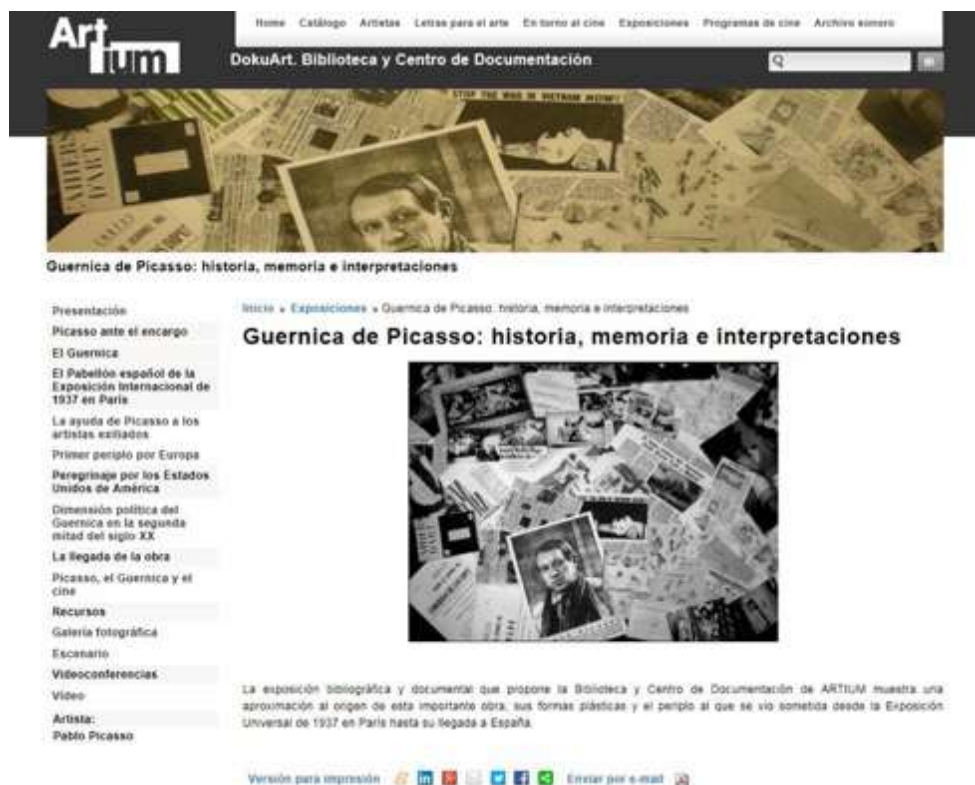 Artium
Home Catálogo Artistas Letras para el arte En torno al cine Exposiciones Programas de cine Archivo sonoro
DokuArt. Biblioteca y Centro de Documentación
STOP THE WAR IN VIETNAM NOW!
CAHIERS D'ART
Guernica de Picasso: historia, memoria e interpretaciones
Presentación
Picasso ante el encargo
El Guernica
El Pabellón español de la
Exposición Internacional de
1937 en París
La ayuda de Picasso a los
artistas exiliados
Primer periplo por Europa
Peregrinaje por los Estados
Unidos de América
Dimensión política del
Guernica en la segunda
mitad del siglo XX
La llegada de la obra
Picasso, el Guernica y el
cine
Recursos
Galería fotográfica
Escenario
Videoconferencias
Vídeo
Artista:
Pablo Picasso
Inicio » Exposiciones » Guernica de Picasso: historia, memoria e interpretaciones
Guernica de Picasso: historia, memoria e interpretaciones
La exposición bibliográfica y documental que propone la Biblioteca y Centro de Documentación de ARTIUM muestra una
aproximación al origen de esta importante obra, sus formas plásticas y el periplo al que se vio sometida desde la Exposición
Universal de 1937 en París hasta su llegada a España.
Versión para impresión Enviar por e-mail